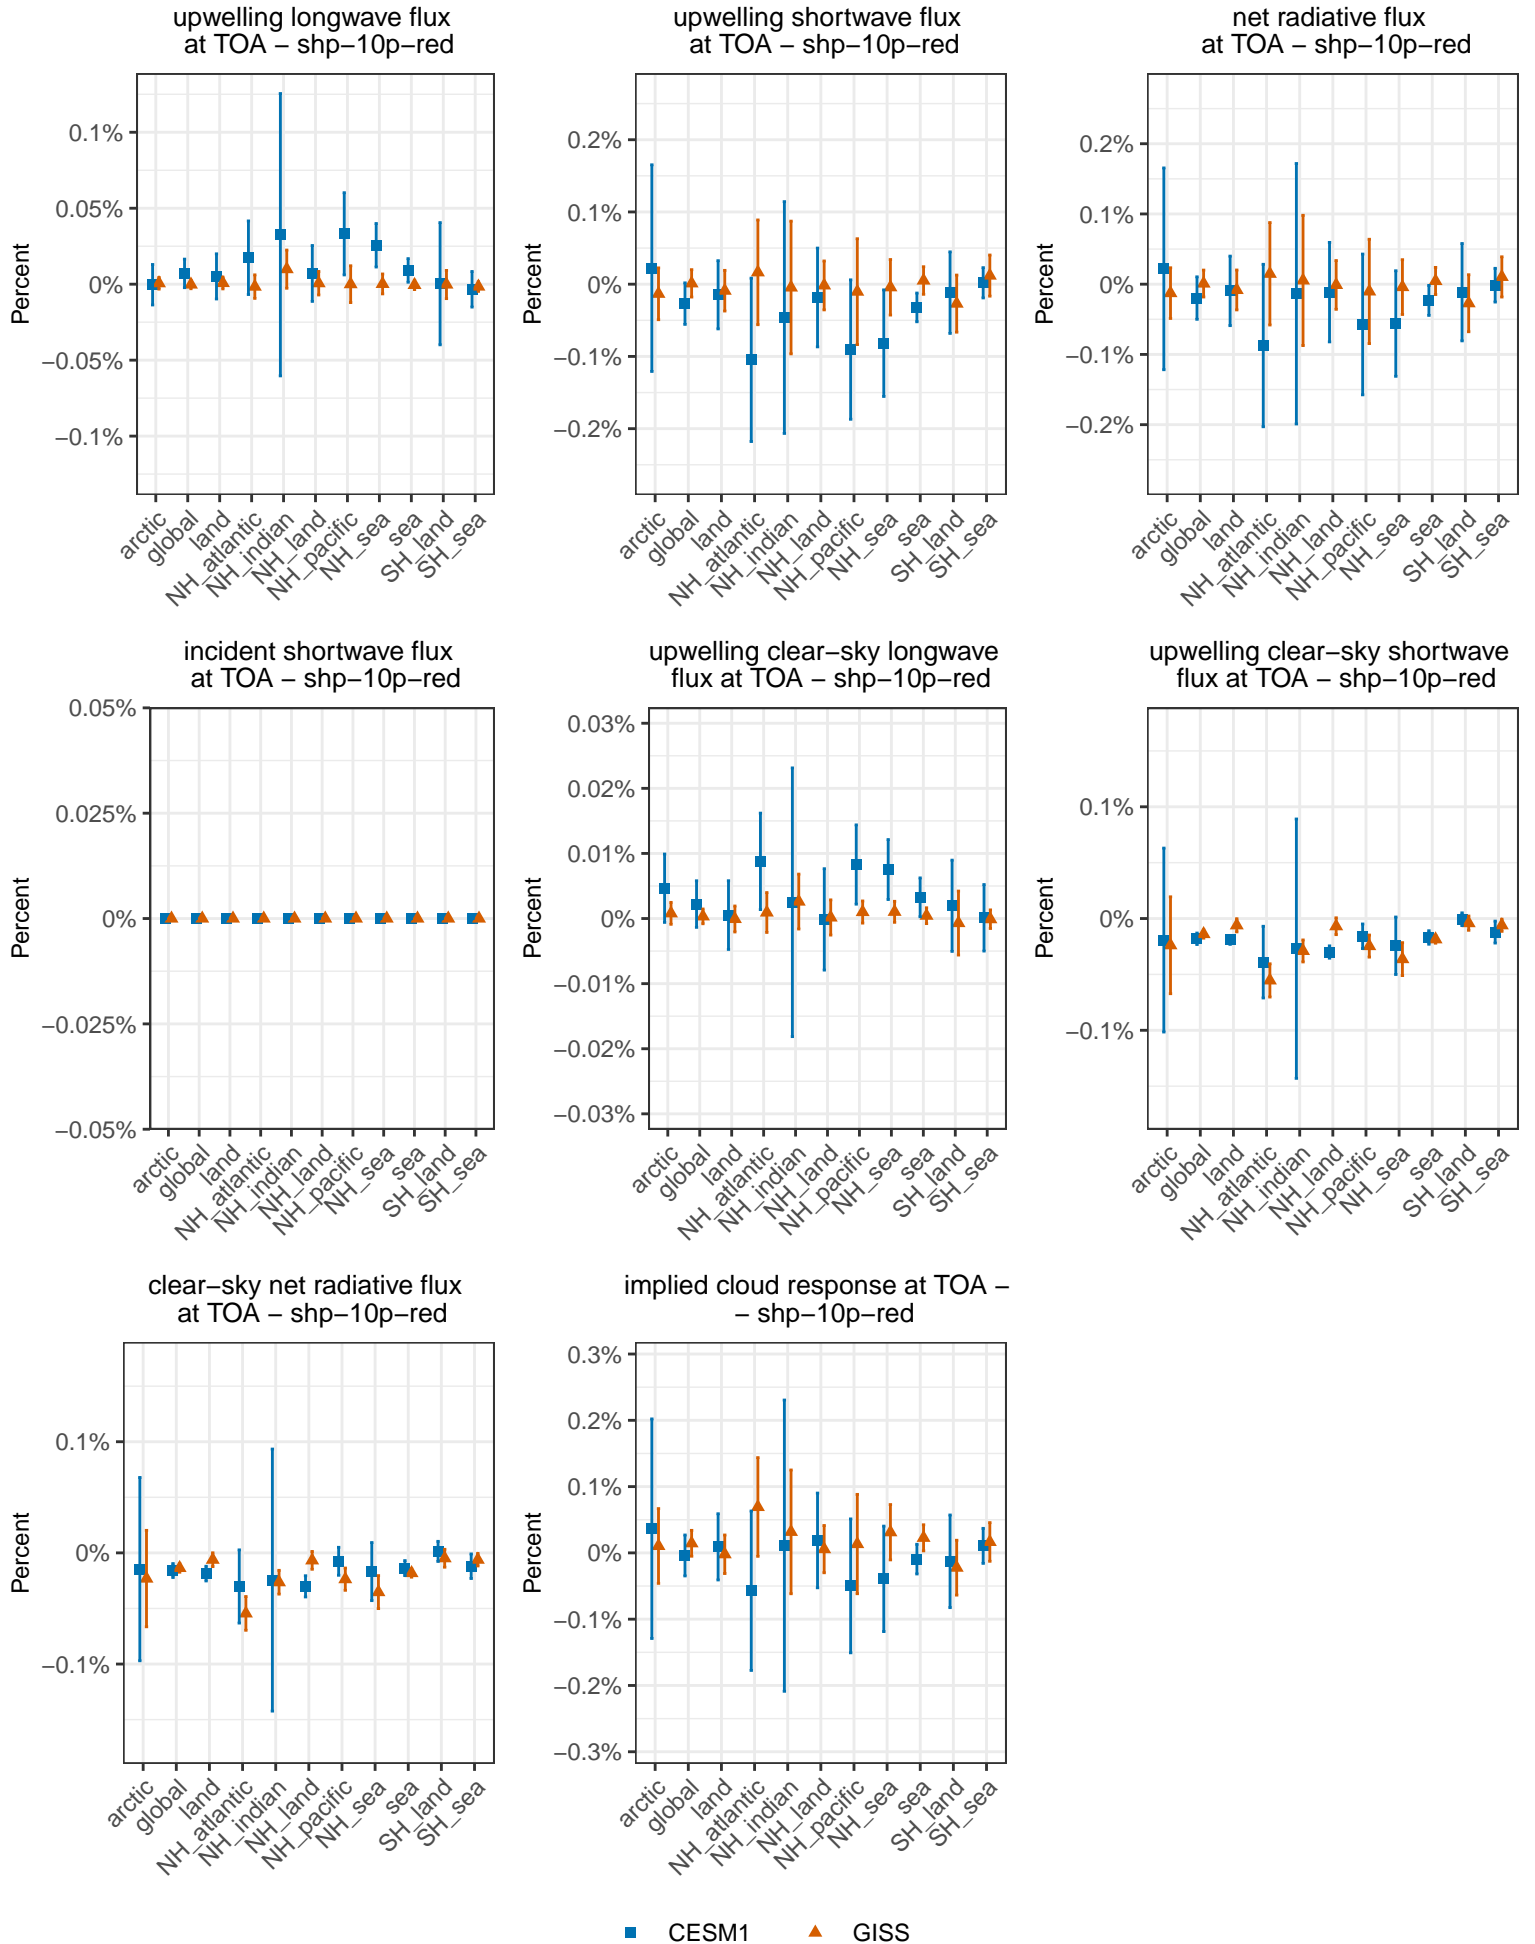 upwelling longwave flux
at TOA − shp−10p−red
Percent
0.1%
0.05%
0%
−0.05%
−0.1%
arctic
global
land
NH_atlantic
NH_indian
NH_land
NH_pacific
NH_sea
sea
SH_land
SH_sea
upwelling shortwave flux
at TOA − shp−10p−red
Percent
0.2%
0.1%
0%
−0.1%
−0.2%
arctic
global
land
NH_atlantic
NH_indian
NH_land
NH_pacific
NH_sea
sea
SH_land
SH_sea
net radiative flux
at TOA − shp−10p−red
Percent
0.2%
0.1%
0%
−0.1%
−0.2%
arctic
global
land
NH_atlantic
NH_indian
NH_land
NH_pacific
NH_sea
sea
SH_land
SH_sea
incident shortwave flux
at TOA − shp−10p−red
Percent
0.05%
0.025%
0%
−0.025%
−0.05%
arctic
global
land
NH_atlantic
NH_indian
NH_land
NH_pacific
NH_sea
sea
SH_land
SH_sea
upwelling clear−sky longwave
flux at TOA − shp−10p−red
Percent
0.03%
0.02%
0.01%
0%
−0.01%
−0.02%
−0.03%
arctic
global
land
NH_atlantic
NH_indian
NH_land
NH_pacific
NH_sea
sea
SH_land
SH_sea
upwelling clear−sky shortwave
flux at TOA − shp−10p−red
Percent
0.1%
0%
−0.1%
arctic
global
land
NH_atlantic
NH_indian
NH_land
NH_pacific
NH_sea
sea
SH_land
SH_sea
clear−sky net radiative flux
at TOA − shp−10p−red
Percent
0.1%
0%
−0.1%
arctic
global
land
NH_atlantic
NH_indian
NH_land
NH_pacific
NH_sea
sea
SH_land
SH_sea
implied cloud response at TOA −
− shp−10p−red
Percent
0.3%
0.2%
0.1%
0%
−0.1%
−0.2%
−0.3%
arctic
global
land
NH_atlantic
NH_indian
NH_land
NH_pacific
NH_sea
sea
SH_land
SH_sea
CESM1
GISS